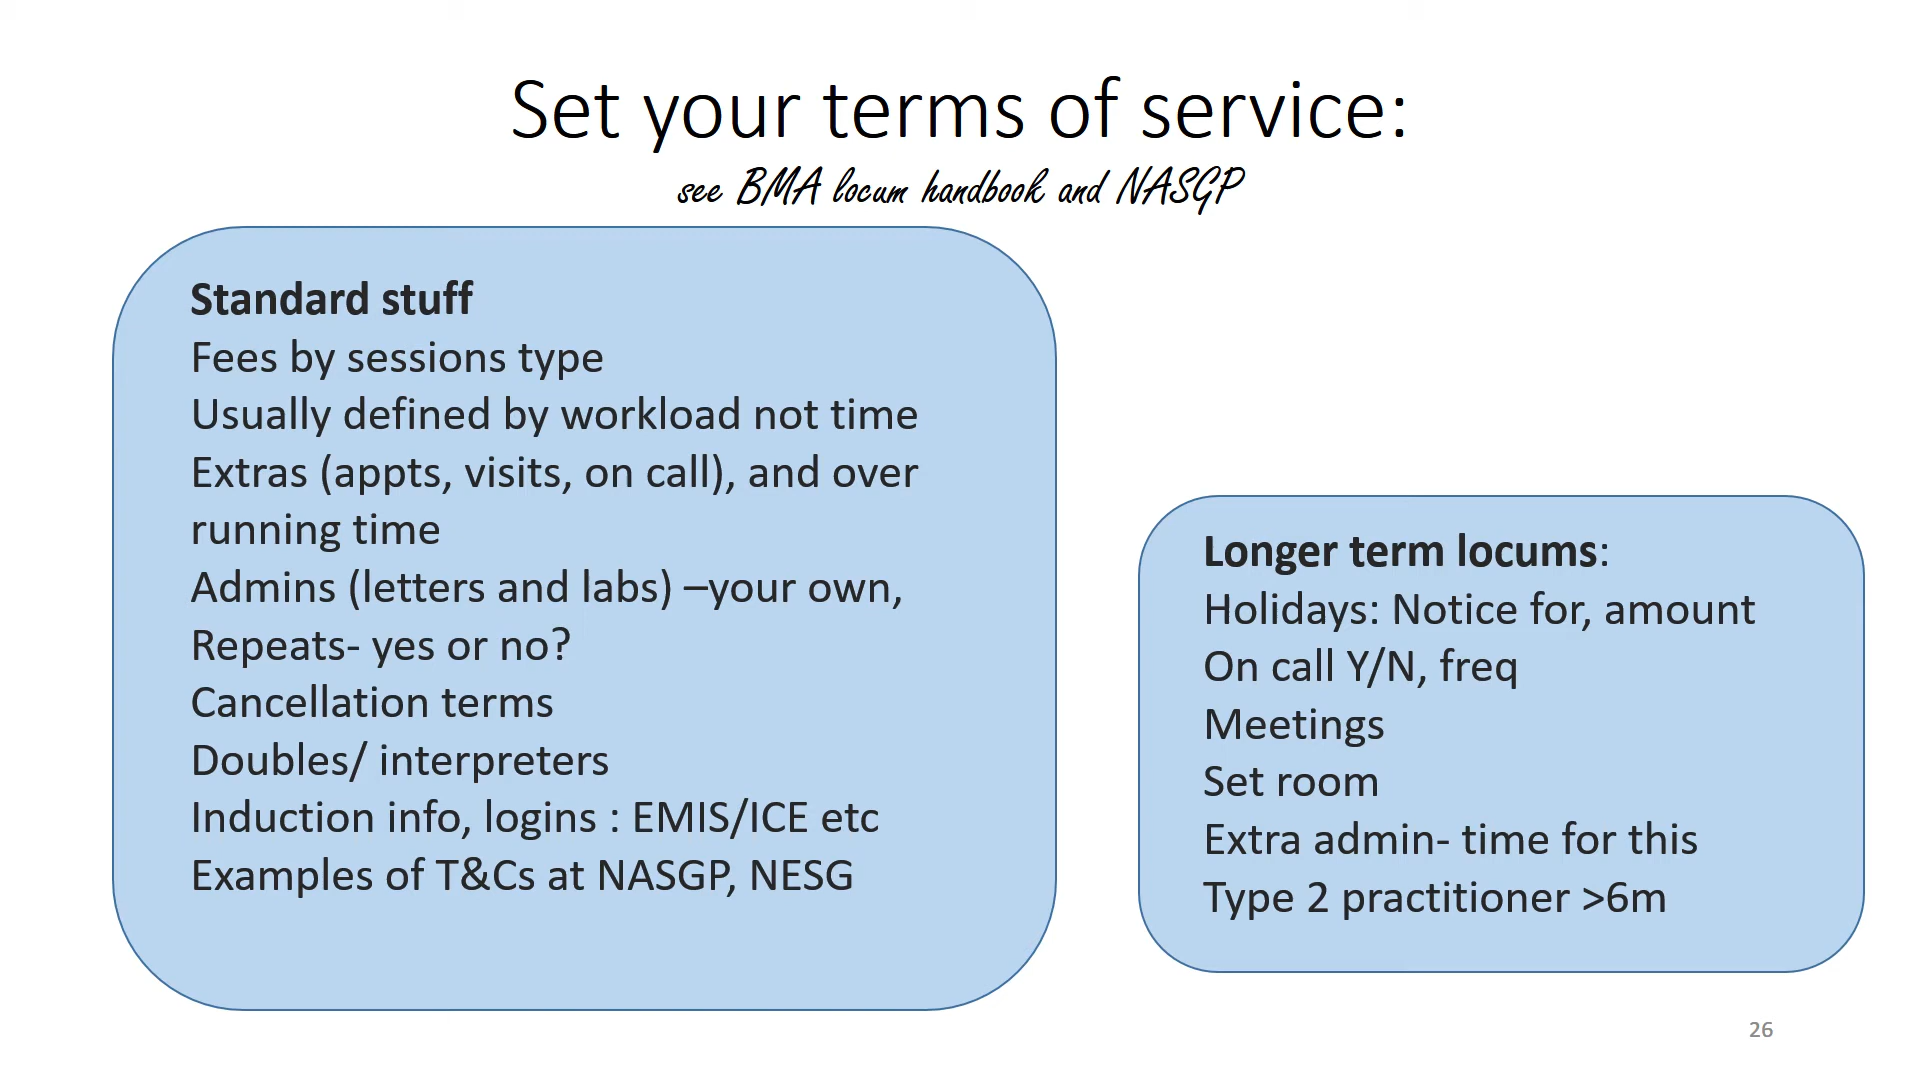 Set your terms of service:
see BMA locum handbook and NASGP
Standard stuff
Fees by sessions type
Usually defined by workload not time
Extras (appts, visits, on call), and over
running time
Admins (letters and labs) –your own,
Repeats- yes or no?
Cancellation terms
Doubles/ interpreters
Induction info, logins : EMIS/ICE etc
Examples of T&Cs at NASGP, NESG
Longer term locums:
Holidays: Notice for, amount
On call Y/N, freq
Meetings
Set room
Extra admin- time for this
Type 2 practitioner >6m
26